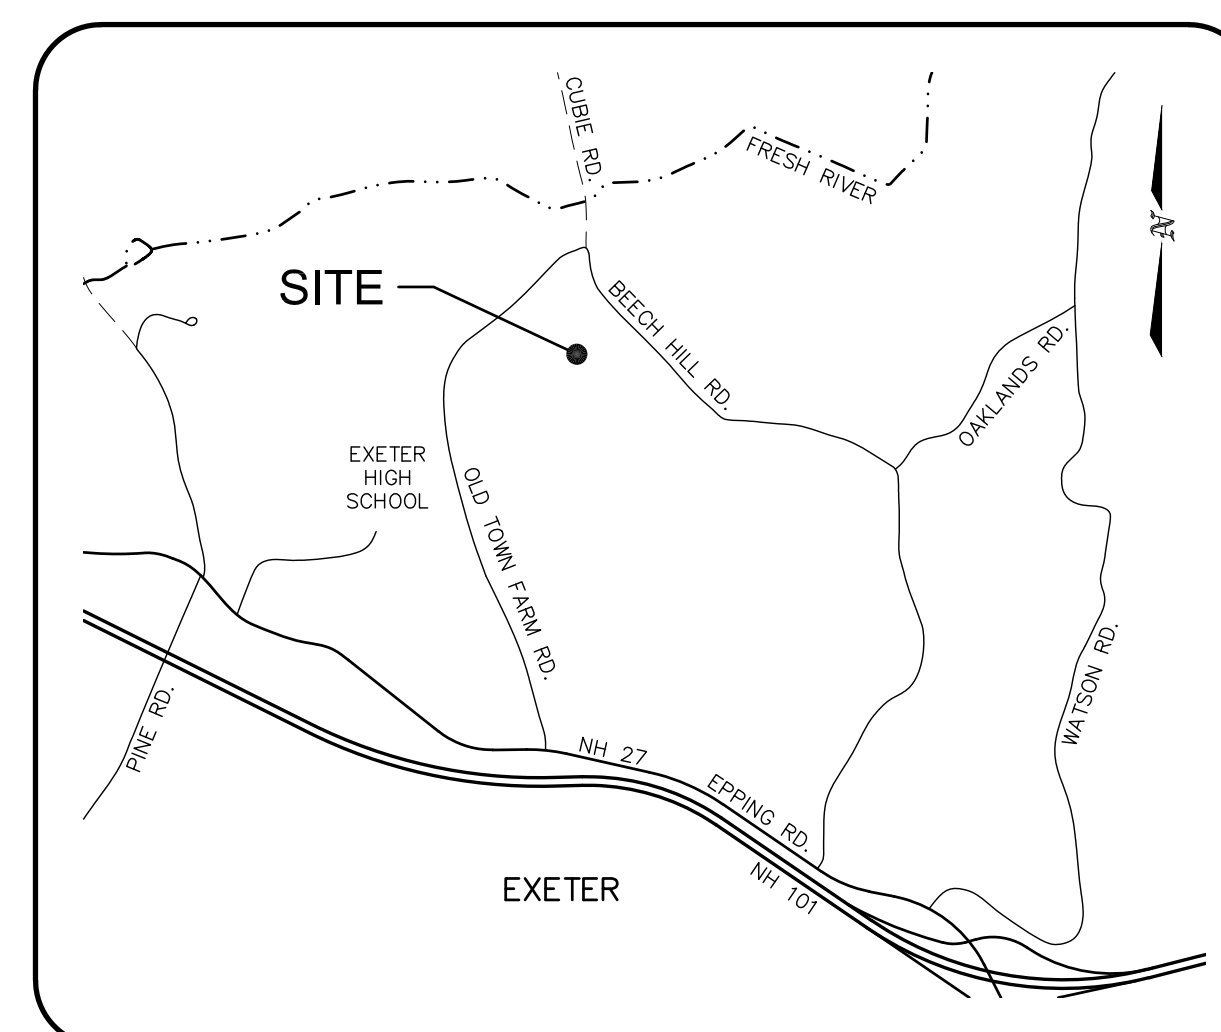 CUBIE RD.
FRESH RIVER
N
SITE
BEECH HILL RD.
OAKLANDS RD.
EXETER
HIGH
SCHOOL
OLD TOWN FARM RD.
WATSON RD.
PINE RD.
NH 27
EPPING RD.
NH 101
EXETER